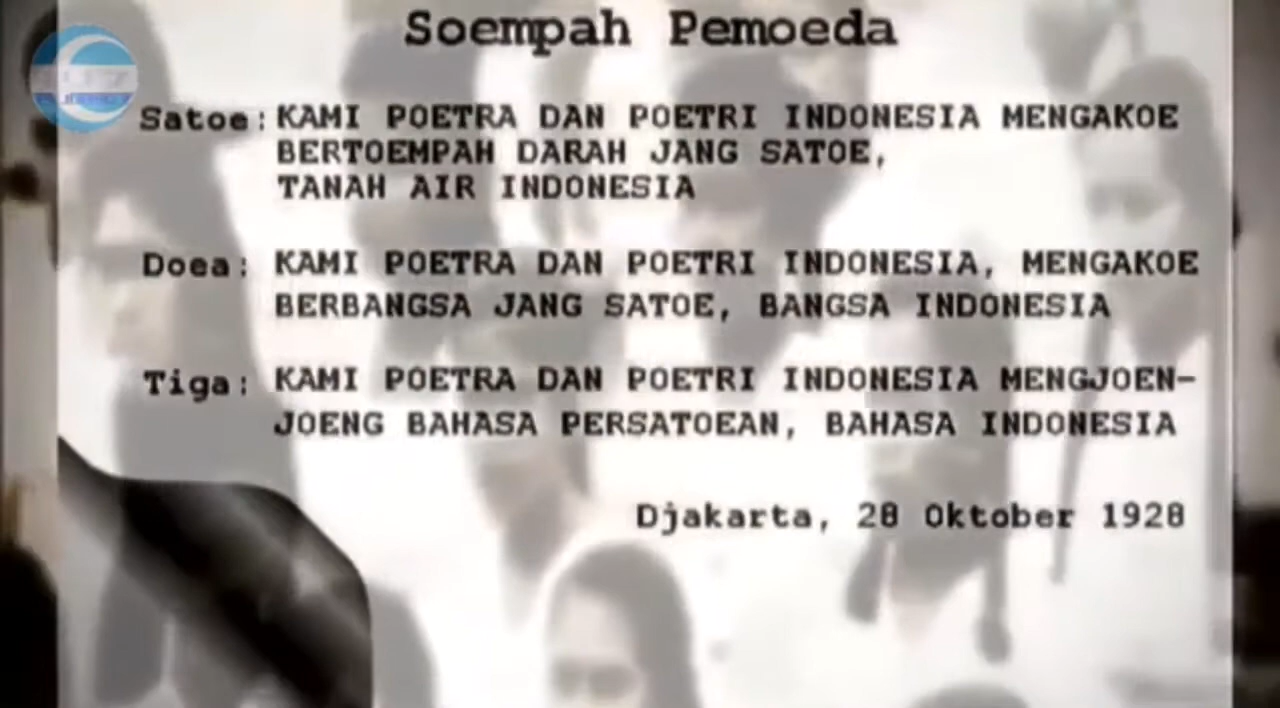 Soempah Pemoeda
Satoe: KAMI POETRA DAN POETRI INDONESIA MENGAKOE
BERTOEMPAH DARAH JANG SATOE,
TANAH AIR INDONESIA
Doea: KAMI POETRA DAN POETRI INDONESIA, MENGAKOE
BERBANGSA JANG SATOE, BANGSA INDONESIA
Tiga: KAMI POETRA DAN POETRI INDONESIA MENGJOEN-
JOENG BAHASA PERSATOEAN, BAHASA INDONESIA
Djakarta, 28 Oktober 1928